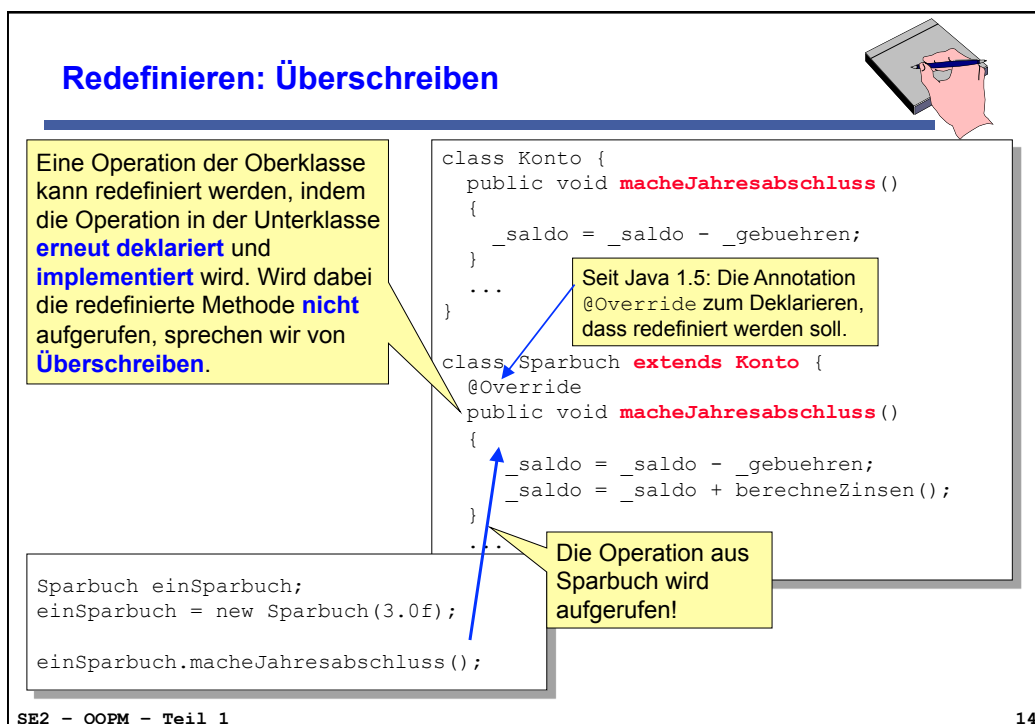 Redefinieren: Überschreiben
Eine Operation der Oberklasse
kann redefiniert werden, indem
die Operation in der Unterklasse
erneut deklariert und
implementiert wird. Wird dabei
die redefinierte Methode nicht
aufgerufen, sprechen wir von
Überschreiben.
class Konto {
public void macheJahresabschluss()
{
_saldo = _saldo - _gebuehren;
}
...
}
Seit Java 1.5: Die Annotation
@Override zum Deklarieren,
dass redefiniert werden soll.
class Sparbuch extends Konto {
@Override
public void macheJahresabschluss()
{
_saldo = _saldo - _gebuehren;
_saldo = _saldo + berechneZinsen();
}
...
Die Operation aus
Sparbuch wird
aufgerufen!
Sparbuch einSparbuch;
einSparbuch = new Sparbuch(3.0f);
einSparbuch.macheJahresabschluss();
SE2 – OOPM – Teil 1
14